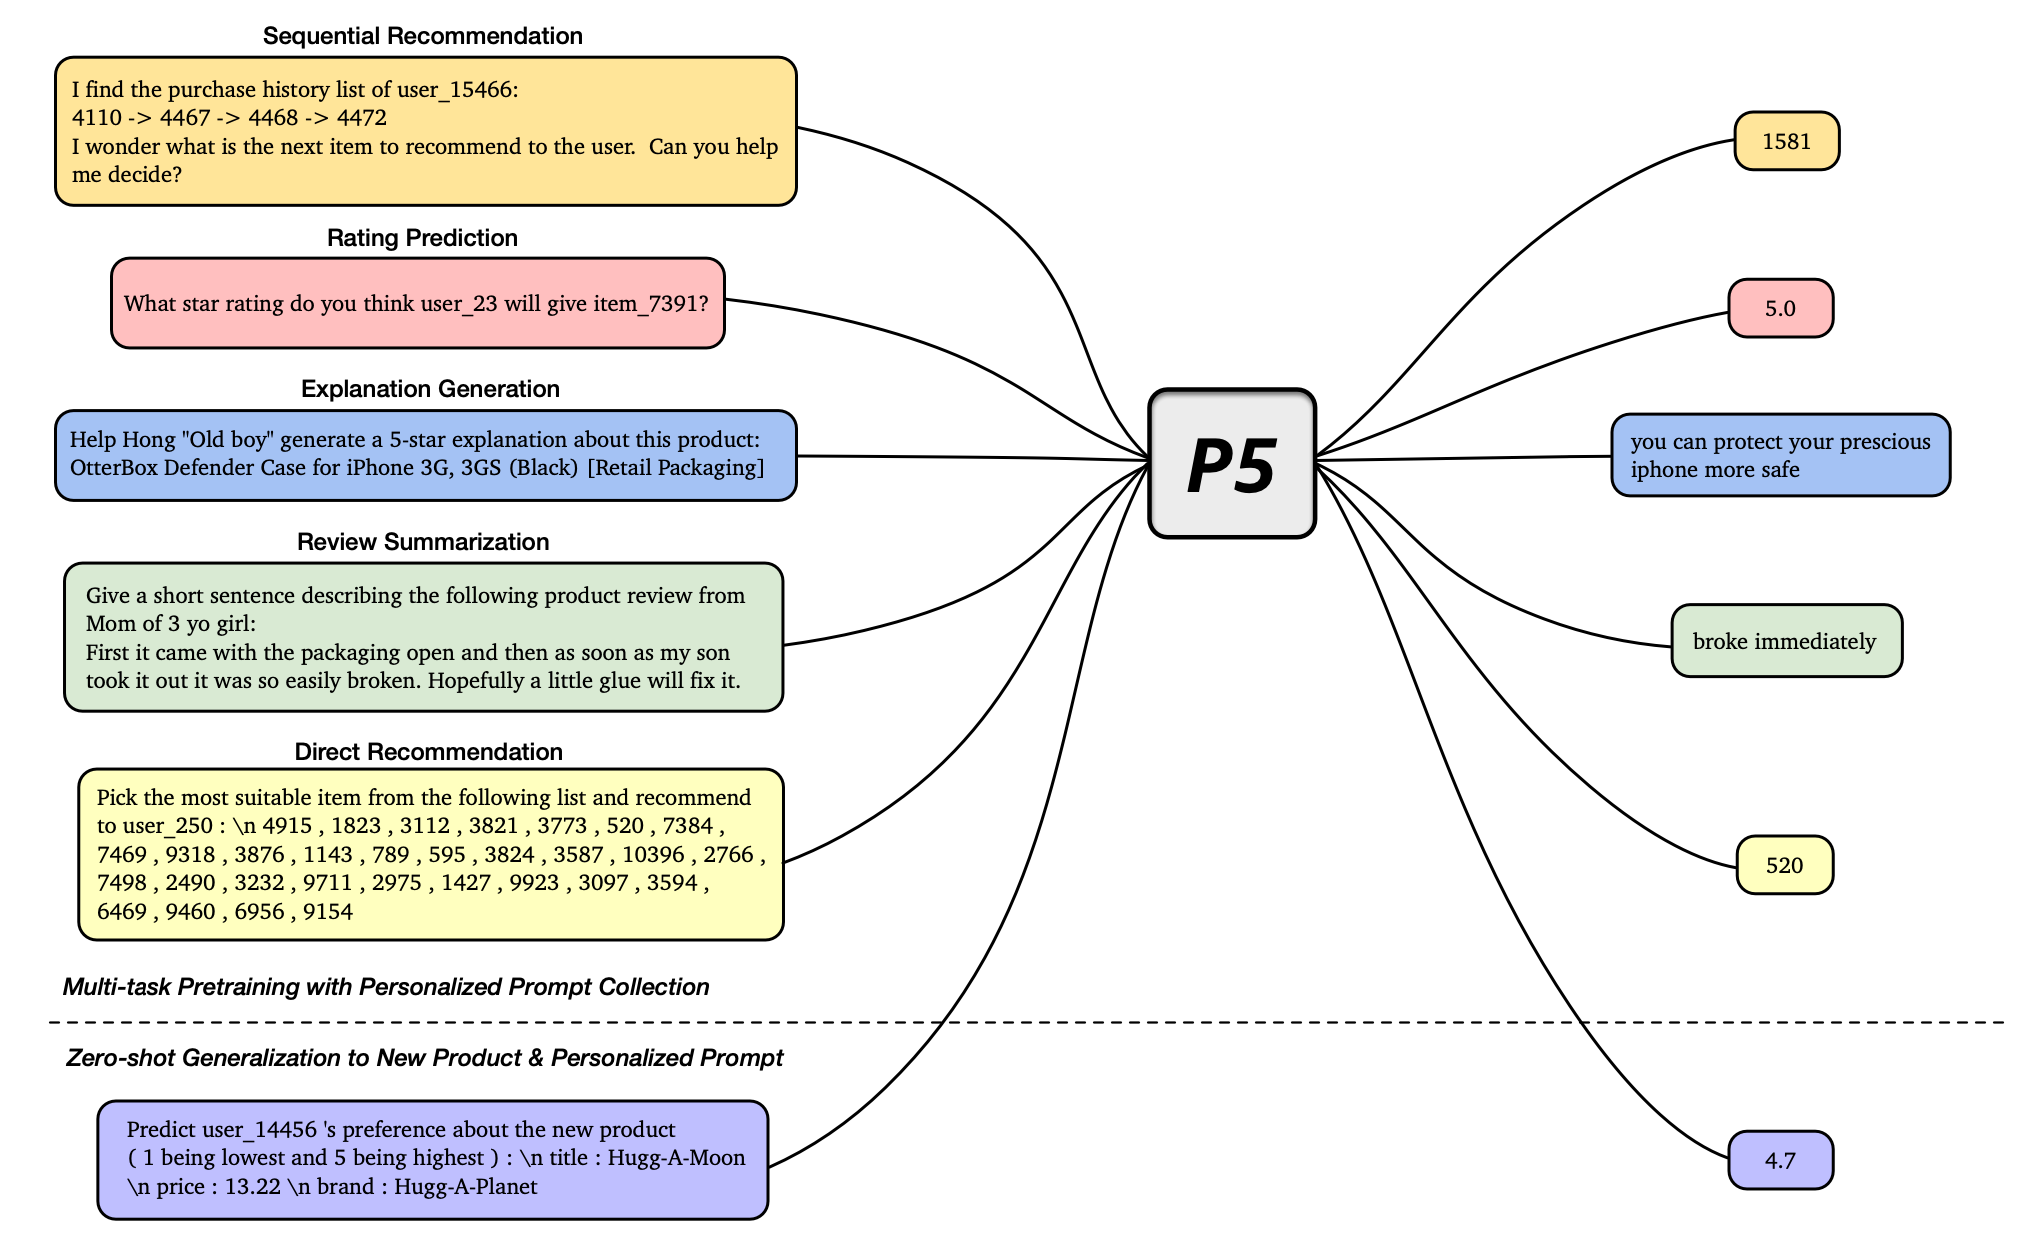 Sequential Recommendation
I find the purchase history list of user_15466:
4110 -> 4467 -> 4468 -> 4472
I wonder what is the next item to recommend to the user.  Can you help
me decide?
Rating Prediction
What star rating do you think user_23 will give item_7391?
Explanation Generation
Help Hong "Old boy" generate a 5-star explanation about this product:
OtterBox Defender Case for iPhone 3G, 3GS (Black) [Retail Packaging]
Review Summarization
Give a short sentence describing the following product review from
Mom of 3 yo girl:
First it came with the packaging open and then as soon as my son
took it out it was so easily broken. Hopefully a little glue will fix it.
Direct Recommendation
Pick the most suitable item from the following list and recommend
to user_250 : \n 4915 , 1823 , 3112 , 3821 , 3773 , 520 , 7384 ,
7469 , 9318 , 3876 , 1143 , 789 , 595 , 3824 , 3587 , 10396 , 2766 ,
7498 , 2490 , 3232 , 9711 , 2975 , 1427 , 9923 , 3097 , 3594 ,
6469 , 9460 , 6956 , 9154
Multi-task Pretraining with Personalized Prompt Collection
Zero-shot Generalization to New Product & Personalized Prompt
Predict user_14456 's preference about the new product
( 1 being lowest and 5 being highest ) : \n title : Hugg-A-Moon
\n price : 13.22 \n brand : Hugg-A-Planet
P5
1581
5.0
you can protect your prescious
iphone more safe
broke immediately
520
4.7